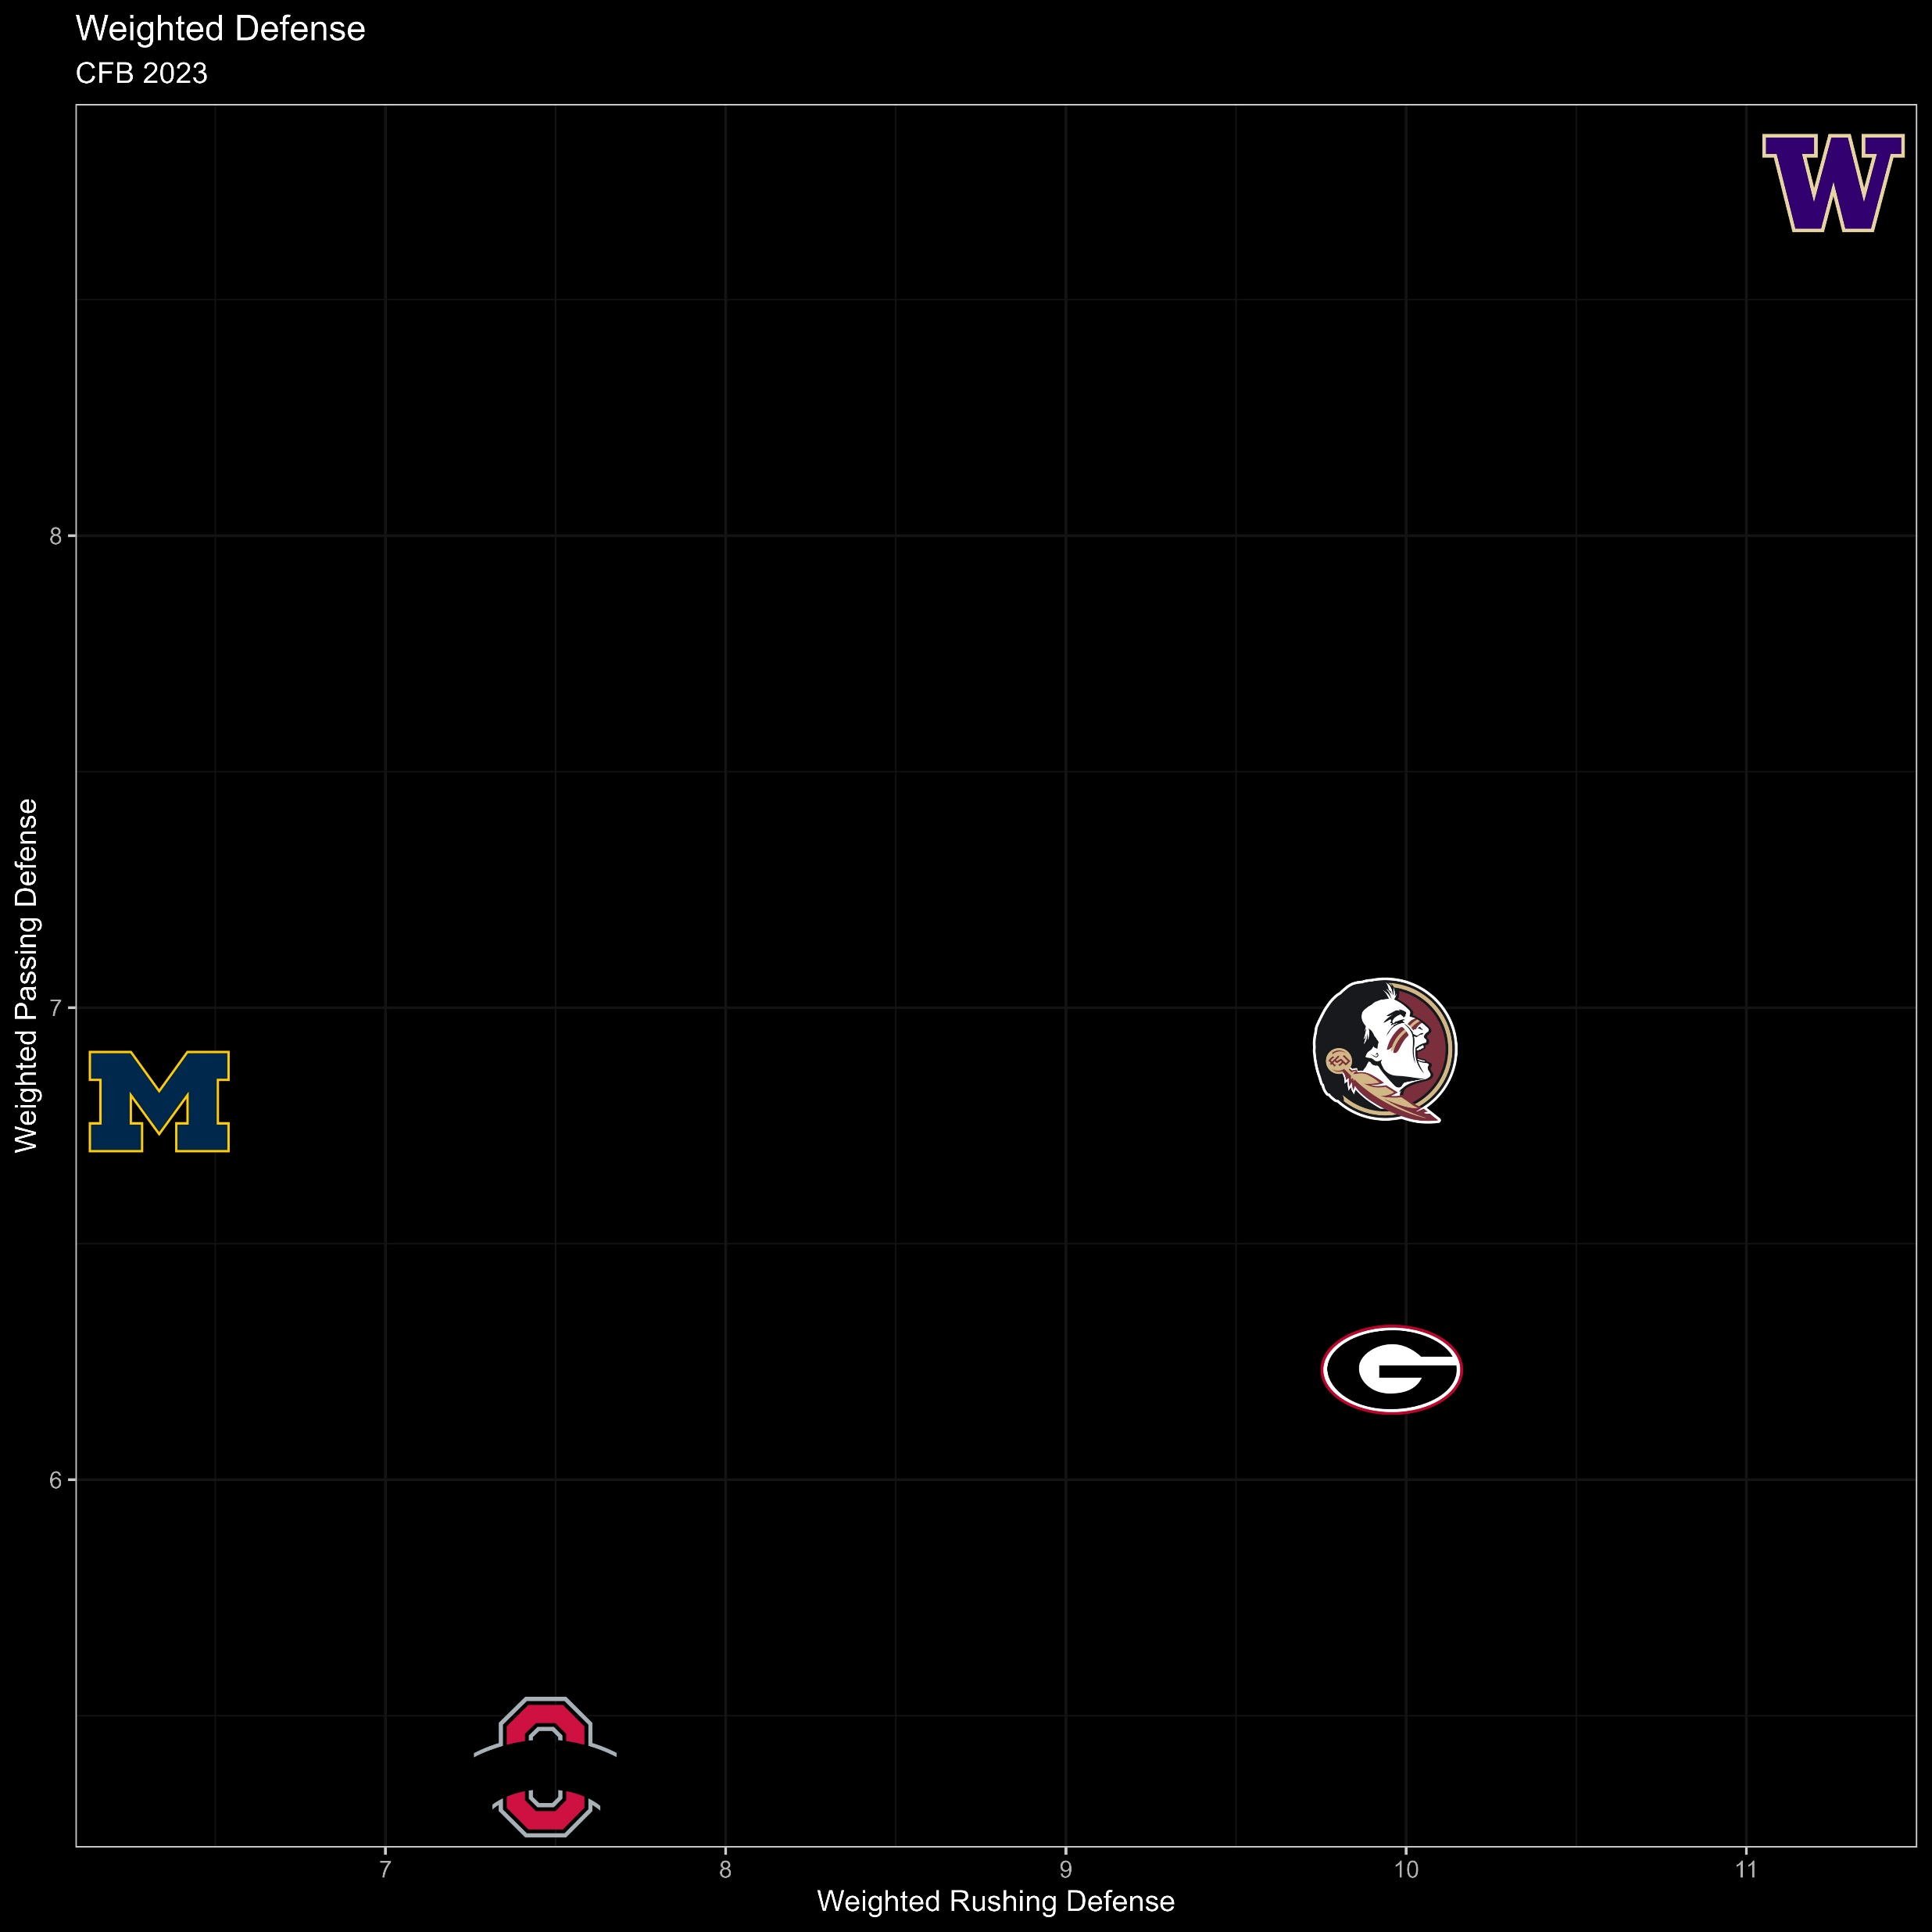 Weighted Defense
CFB 2023
Weighted Passing Defense
8
7
6
W
M
G
7
8
9
10
11
Weighted Rushing Defense